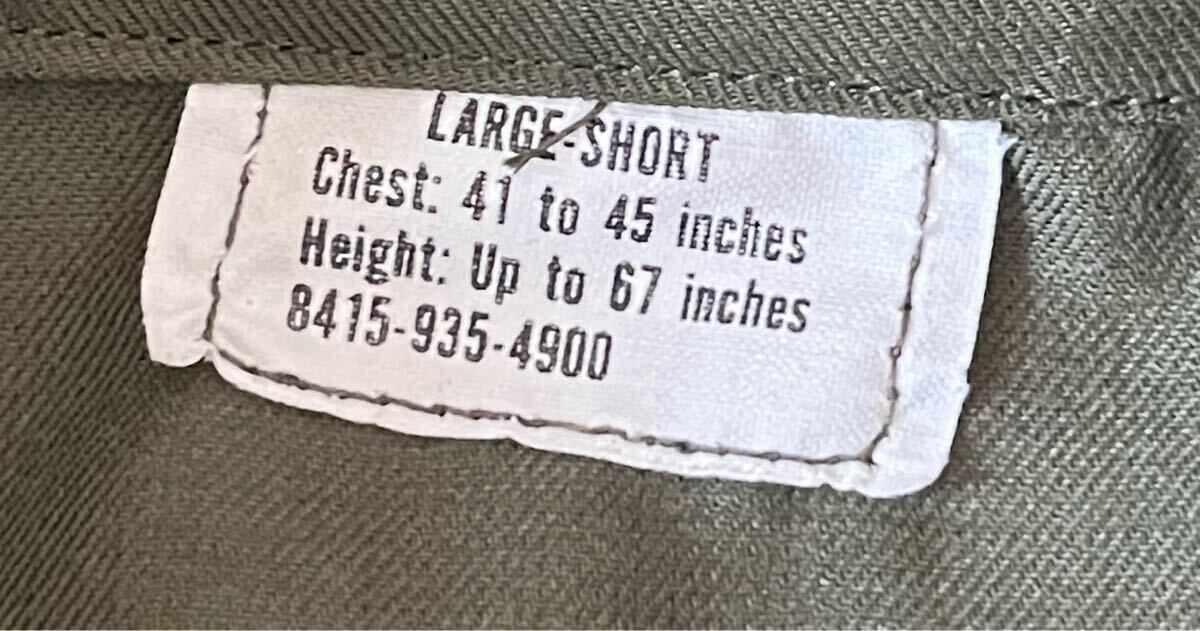 LARGE-SHORT
Chest: 41 to 45 inches
Height: Up to 67 inches
8415-935-4900